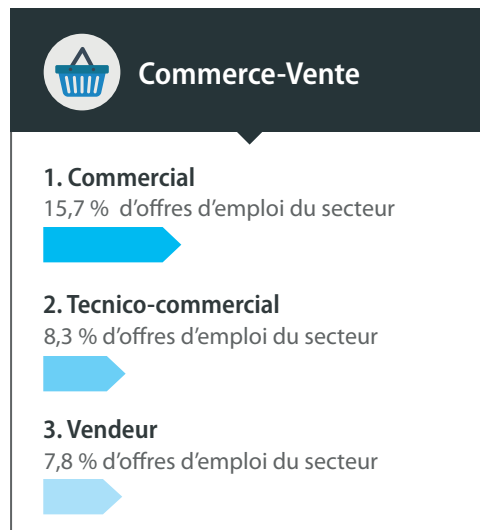 Commerce-Vente
1. Commercial
15,7 % d'offres d'emploi du secteur
2. Tecnico-commercial
8,3 % d'offres d'emploi du secteur
3. Vendeur
7,8 % d'offres d'emploi du secteur